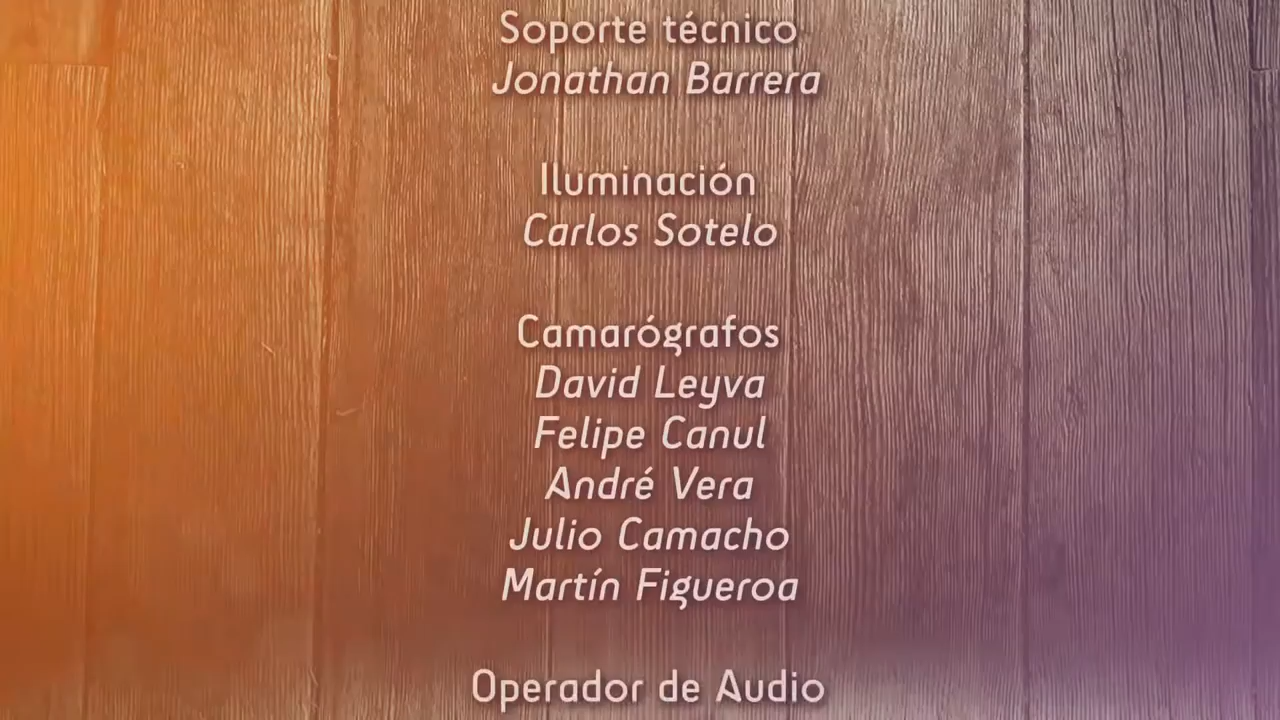 Soporte técnico
Jonathan Barrera
Iluminación
Carlos Sotelo
Camarógrafos
David Leyva
Felipe Canul
André Vera
Julio Camacho
Martín Figueroa
Operador de Audio